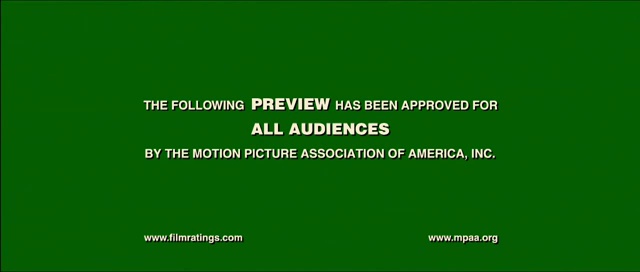 THE FOLLOWING PREVIEW HAS BEEN APPROVED FOR
ALL AUDIENCES
BY THE MOTION PICTURE ASSOCIATION OF AMERICA, INC.
www.filmratings.com
www.mpaa.org